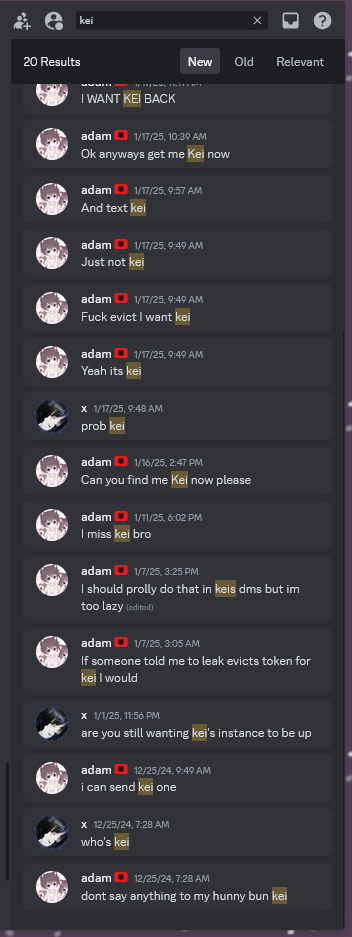 kei
20 Results
New
Old
Relevant
adam
I WANT KEI BACK
adam 1/17/25, 10:39 AM
Ok anyways get me Kei now
adam 1/17/25, 9:57 AM
And text kei
adam 1/17/25, 9:49 AM
Just not kei
adam 1/17/25, 9:49 AM
Fuck evict I want kei
adam 1/17/25, 9:49 AM
Yeah its kei
x 1/17/25, 9:48 AM
prob kei
adam 1/16/25, 2:47 PM
Can you find me Kei now please
adam 1/11/25, 6:02 PM
I miss kei bro
adam 1/7/25, 3:25 PM
I should prolly do that in keis dms but im
too lazy (edited)
adam 1/7/25, 3:05 AM
If someone told me to leak evicts token for
kei I would
x 1/1/25, 11:56 PM
are you still wanting kei's instance to be up
adam 12/25/24, 9:49 AM
i can send kei one
x 12/25/24, 7:28 AM
who's kei
adam 12/25/24, 7:28 AM
dont say anything to my hunny bun kei